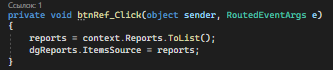 Ссылок: 1
private void btnRef_Click(object sender, RoutedEventArgs e)
{
    reports = context.Reports.ToList();
    dgReports.ItemsSource = reports;
}